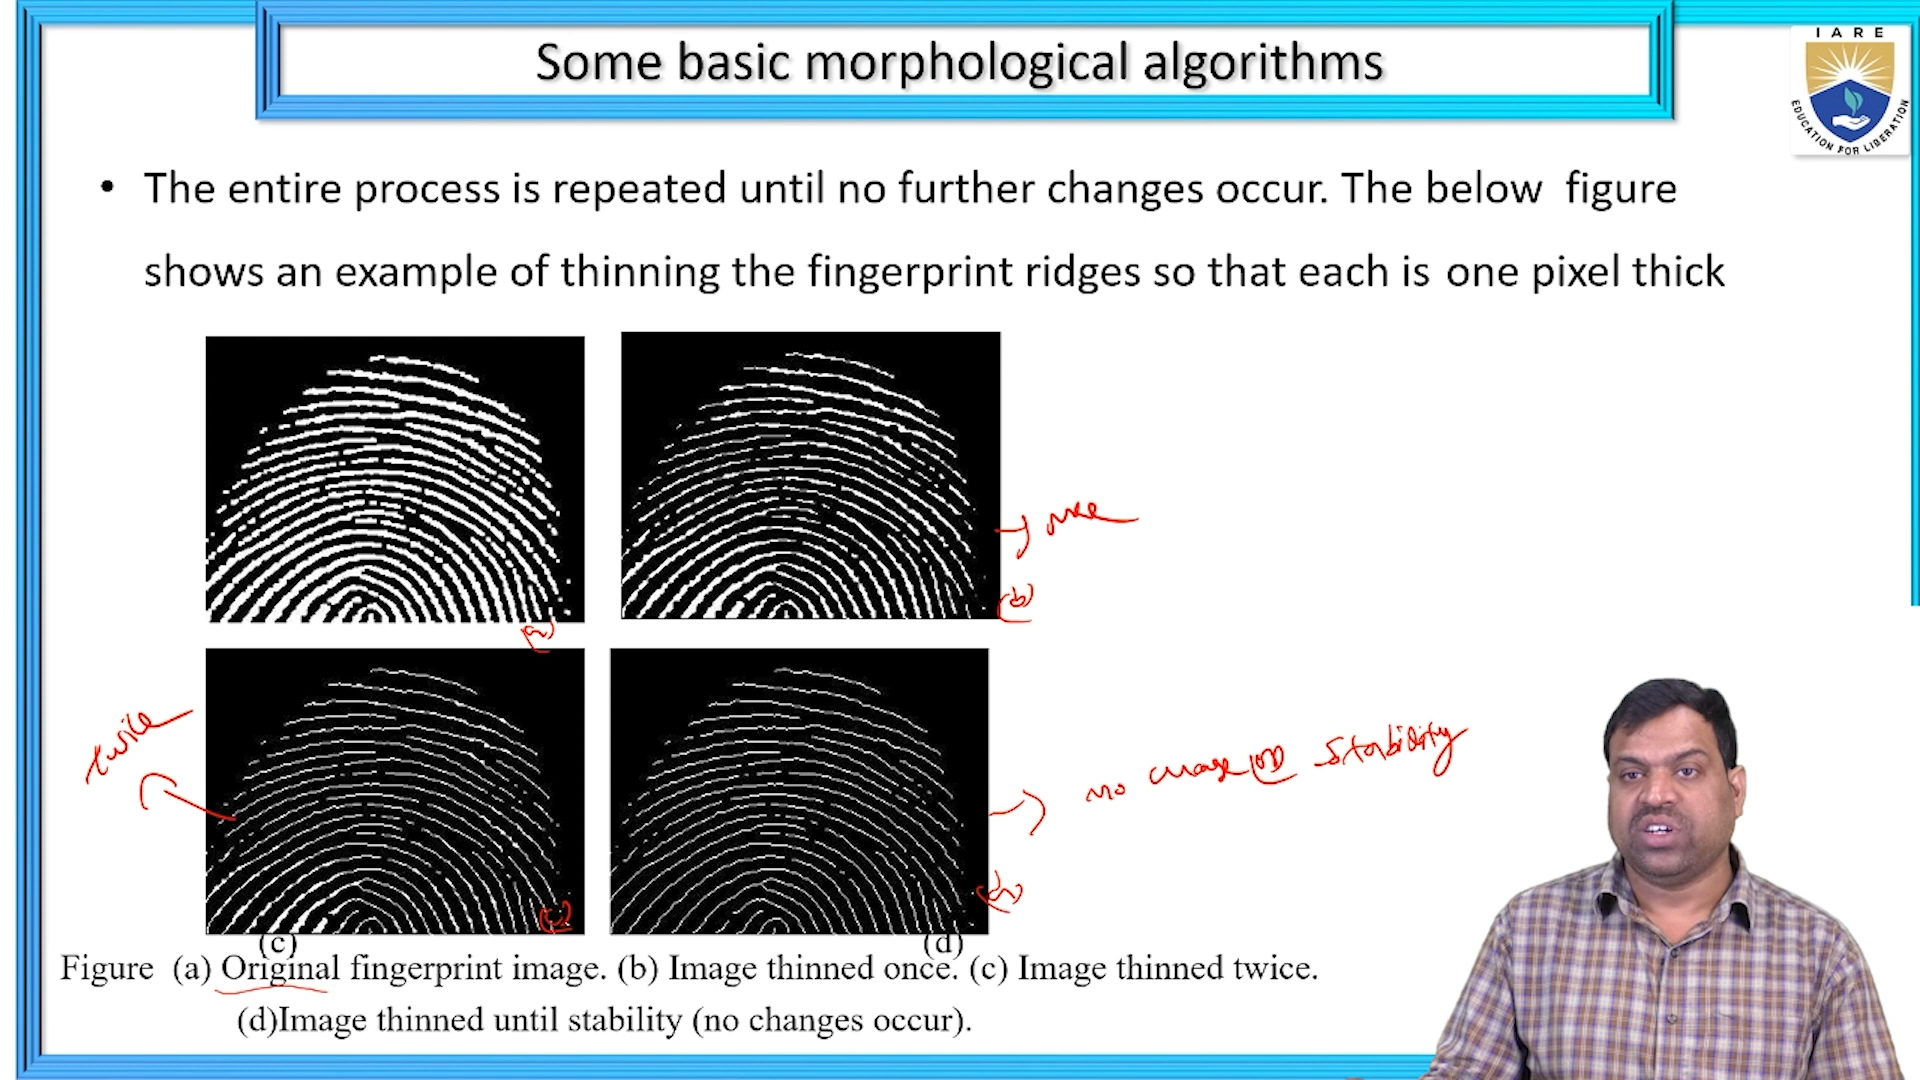 Some basic morphological algorithms
IARE
EDUCATION FOR LIBERATION
• The entire process is repeated until no further changes occur. The below figure
shows an example of thinning the fingerprint ridges so that each is one pixel thick
once
(b)
(a)
twice
no change (or) stability
(c)
(d)
(c)
(d)
Figure (a) Original fingerprint image. (b) Image thinned once. (c) Image thinned twice.
(d)Image thinned until stability (no changes occur).